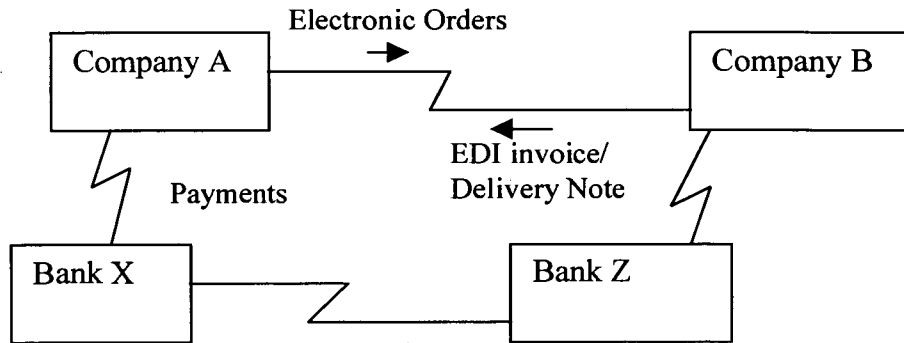 Electronic Orders
Company A
Company B
EDI invoice/
Delivery Note
Payments
Bank X
Bank Z